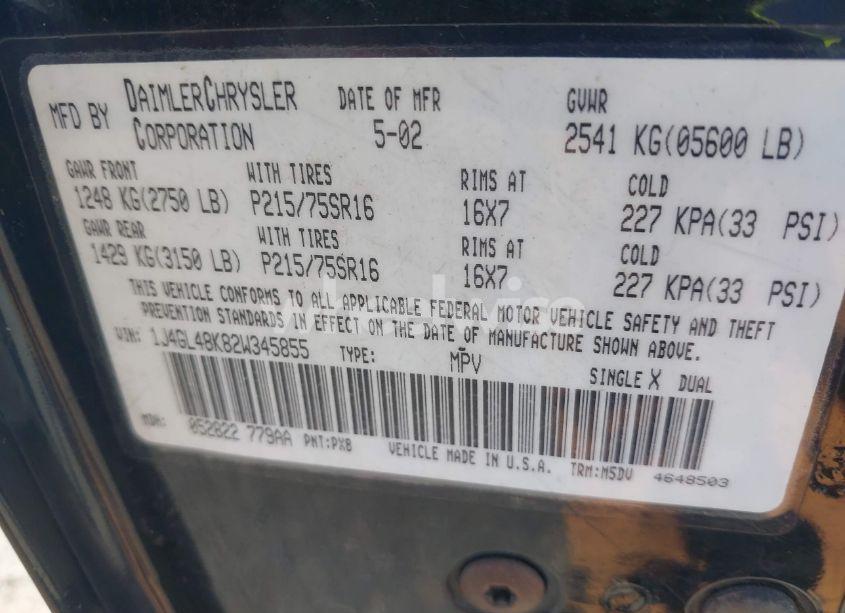 MFD BY DAIMLERCHRYSLER CORPORATION
DATE OF MFR 5-02
GVWR 2541 KG(05600 LB)
GAWR FRONT WITH TIRES RIMS AT COLD
1248 KG(2750 LB) P215/75SR16 16X7 227 KPA(33 PSI)
GAWR REAR WITH TIRES RIMS AT COLD
1429 KG(3150 LB) P215/75SR16 16X7 227 KPA(33 PSI)
THIS VEHICLE CONFORMS TO ALL APPLICABLE FEDERAL MOTOR VEHICLE SAFETY AND THEFT
PREVENTION STANDARDS IN EFFECT ON THE DATE OF MANUFACTURE SHOWN ABOVE.
VIN: 1J4GL48K82W345855 TYPE: MPV
SINGLE X DUAL
MDH: 052822 779AA PNT:PXB VEHICLE MADE IN U.S.A. TRM:M5DV 4648503